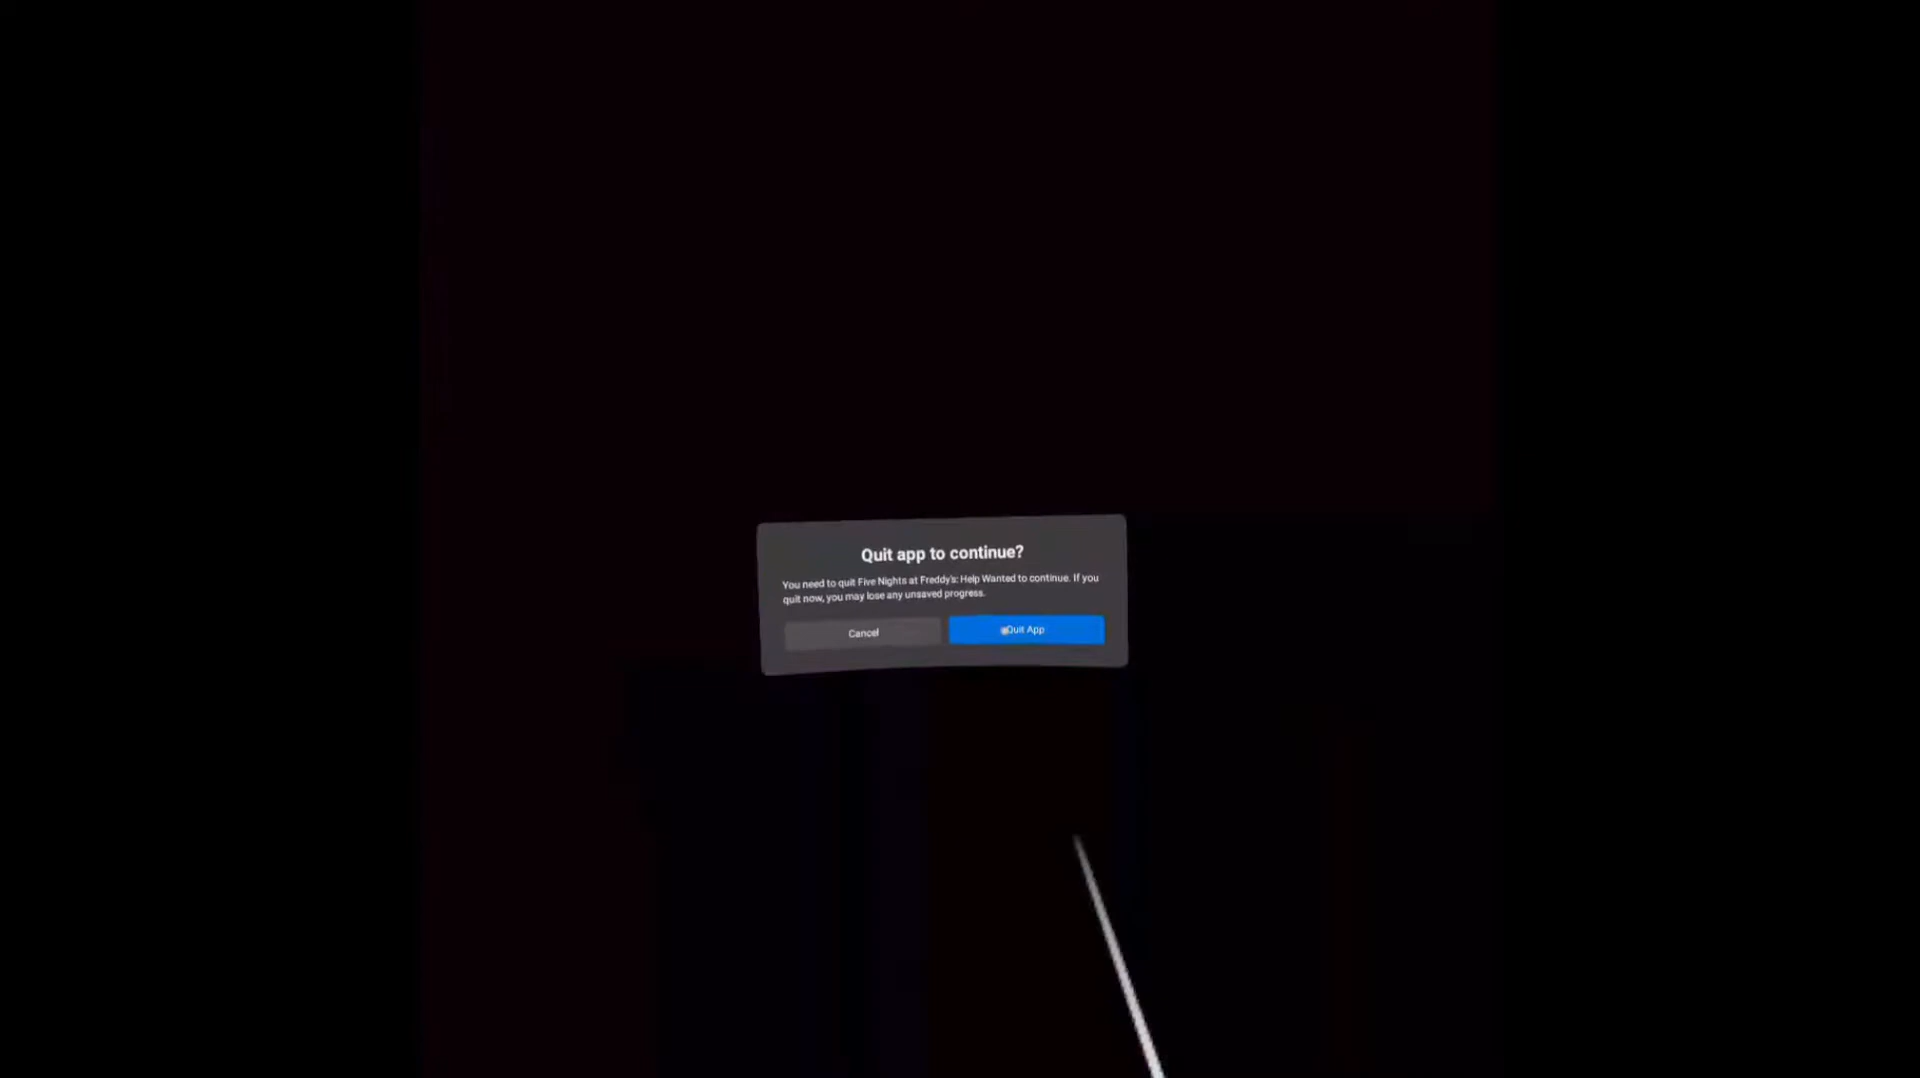 Quit app to continue?
You need to quit Five Nights at Freddy's: Help Wanted to continue. If you
quit now, you may lose any unsaved progress.
Cancel
Quit App